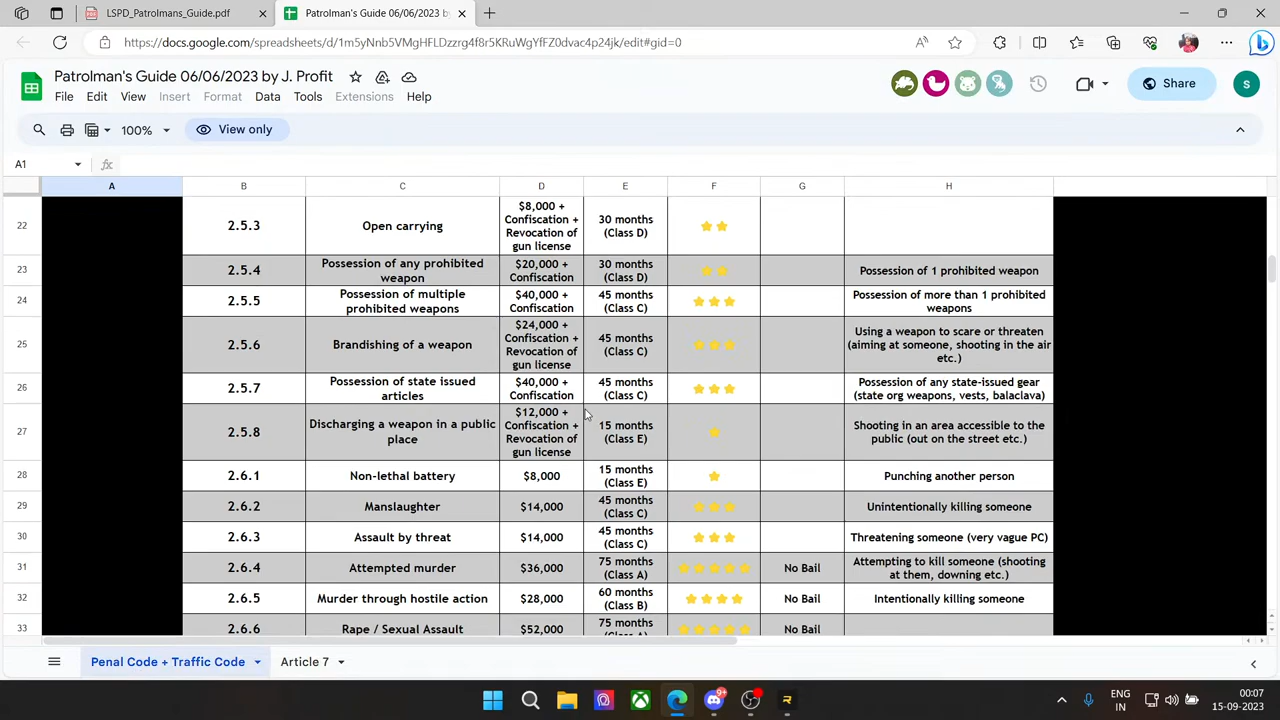 LSPD_Patrolmans_Guide.pdf
Patrolman's Guide 06/06/2023 b
https://docs.google.com/spreadsheets/d/1m5yNnb5VMgHFLDzzrg4f8r5KRuWgYfFZ0dvac4p24jk/edit#gid=0
Patrolman's Guide 06/06/2023 by J. Profit
File Edit View Insert Format Data Tools Extensions Help
Share
S
100%
View only
A1
fx
A B C D E F G H
22 2.5.3 Open carrying $8,000 + Confiscation + Revocation of gun license 30 months (Class D)
23 2.5.4 Possession of any prohibited weapon $20,000 + Confiscation 30 months (Class D) Possession of 1 prohibited weapon
24 2.5.5 Possession of multiple prohibited weapons $40,000 + Confiscation 45 months (Class C) Possession of more than 1 prohibited weapons
25 2.5.6 Brandishing of a weapon $24,000 + Confiscation + Revocation of gun license 45 months (Class C) Using a weapon to scare or threaten (aiming at someone, shooting in the air etc.)
26 2.5.7 Possession of state issued articles $40,000 + Confiscation 45 months (Class C) Possession of any state-issued gear (state org weapons, vests, balaclava)
27 2.5.8 Discharging a weapon in a public place $12,000 + Confiscation + Revocation of gun license 15 months (Class E) Shooting in an area accessible to the public (out on the street etc.)
28 2.6.1 Non-lethal battery $8,000 15 months (Class E) Punching another person
29 2.6.2 Manslaughter $14,000 45 months (Class C) Unintentionally killing someone
30 2.6.3 Assault by threat $14,000 45 months (Class C) Threatening someone (very vague PC)
31 2.6.4 Attempted murder $36,000 75 months (Class A) No Bail Attempting to kill someone (shooting at them, downing etc.)
32 2.6.5 Murder through hostile action $28,000 60 months (Class B) No Bail Intentionally killing someone
33 2.6.6 Rape / Sexual Assault $52,000 75 months (Class A) No Bail
Penal Code + Traffic Code Article 7
9+
ENG
IN
00:07
15-09-2023